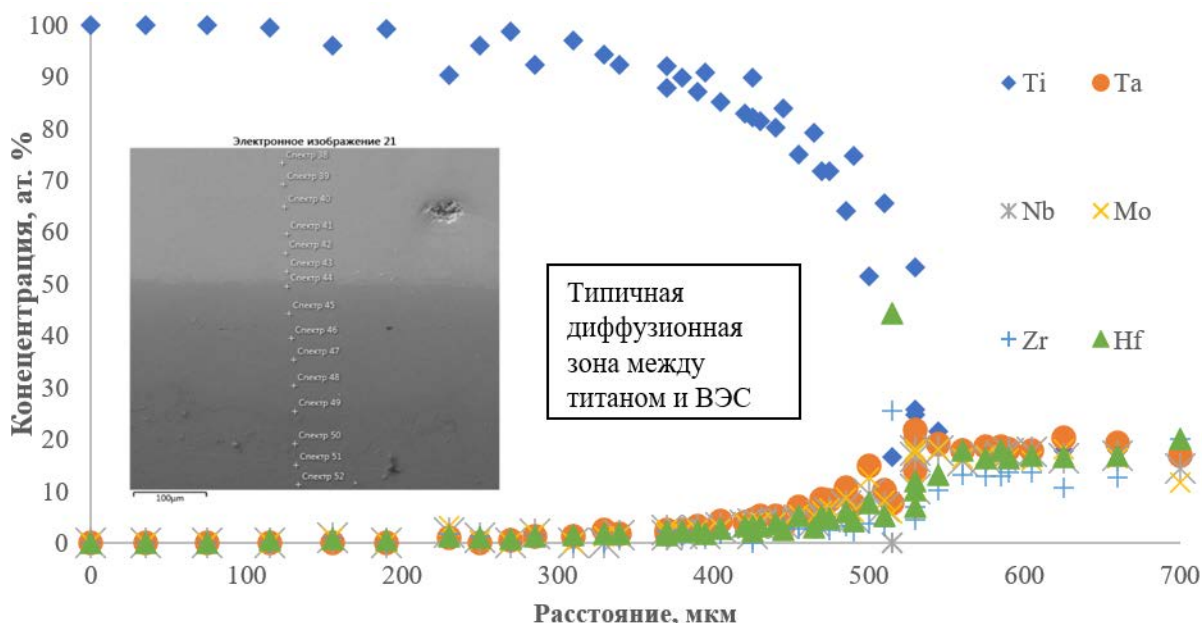 100
90
80
70
60
50
40
30
20
10
0
Конецентрация, ат. %
Ti
Ta
Nb
Mo
Zr
Hf
Электронное изображение 21
Спектр 38
Спектр 39
Спектр 40
Спектр 41
Спектр 42
Спектр 43
Спектр 44
Спектр 45
Спектр 46
Спектр 47
Спектр 48
Спектр 49
Спектр 50
Спектр 51
Спектр 52
100μm
Типичная
диффузионная
зона между
титаном и ВЭС
0 100 200 300 400 500 600 700
Расстояние, мкм